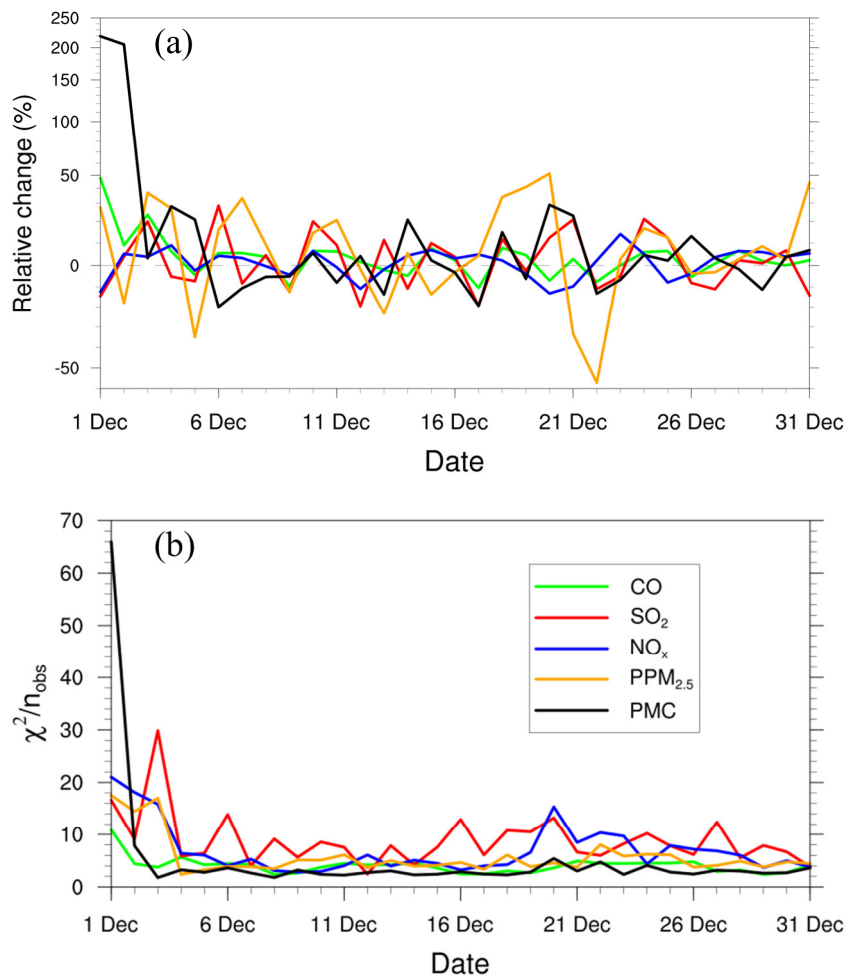 (a)
Relative change (%)
250
200
150
100
50
0
-50
1 Dec 6 Dec 11 Dec 16 Dec 21 Dec 26 Dec 31 Dec
Date
(b)
χ²/n_obs
70
60
50
40
30
20
10
0
CO
SO₂
NOₓ
PPM₂.₅
PMC
1 Dec 6 Dec 11 Dec 16 Dec 21 Dec 26 Dec 31 Dec
Date